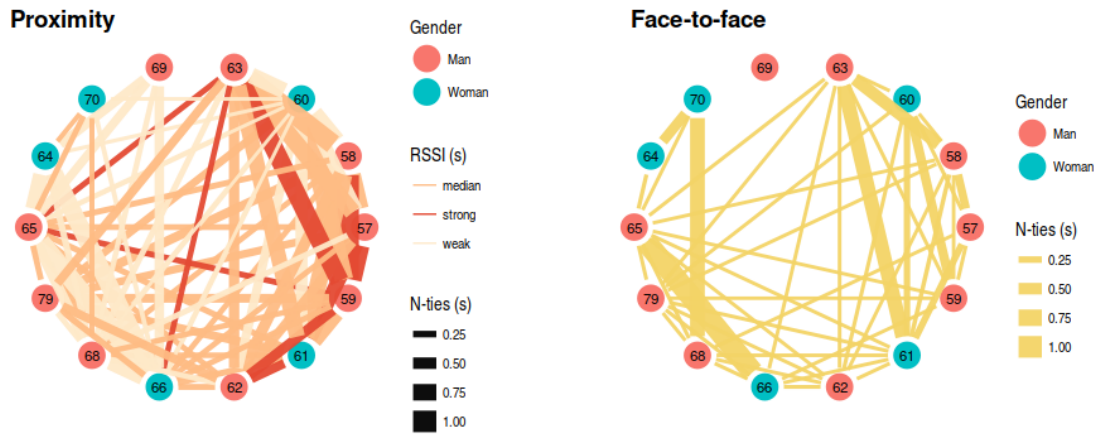 Proximity
69
63
70
60
64
58
65
57
79
59
68
61
66
62
Gender
Man
Woman
RSSI (s)
median
strong
weak
N-ties (s)
0.25
0.50
0.75
1.00
Face-to-face
69
63
70
60
64
58
65
57
79
59
68
61
66
62
Gender
Man
Woman
N-ties (s)
0.25
0.50
0.75
1.00